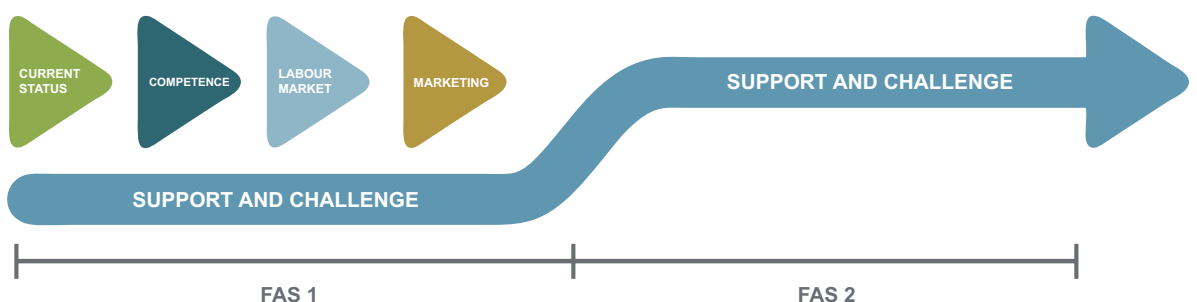 CURRENT
STATUS
COMPETENCE
LABOUR
MARKET
MARKETING
SUPPORT AND CHALLENGE
SUPPORT AND CHALLENGE
FAS 1
FAS 2